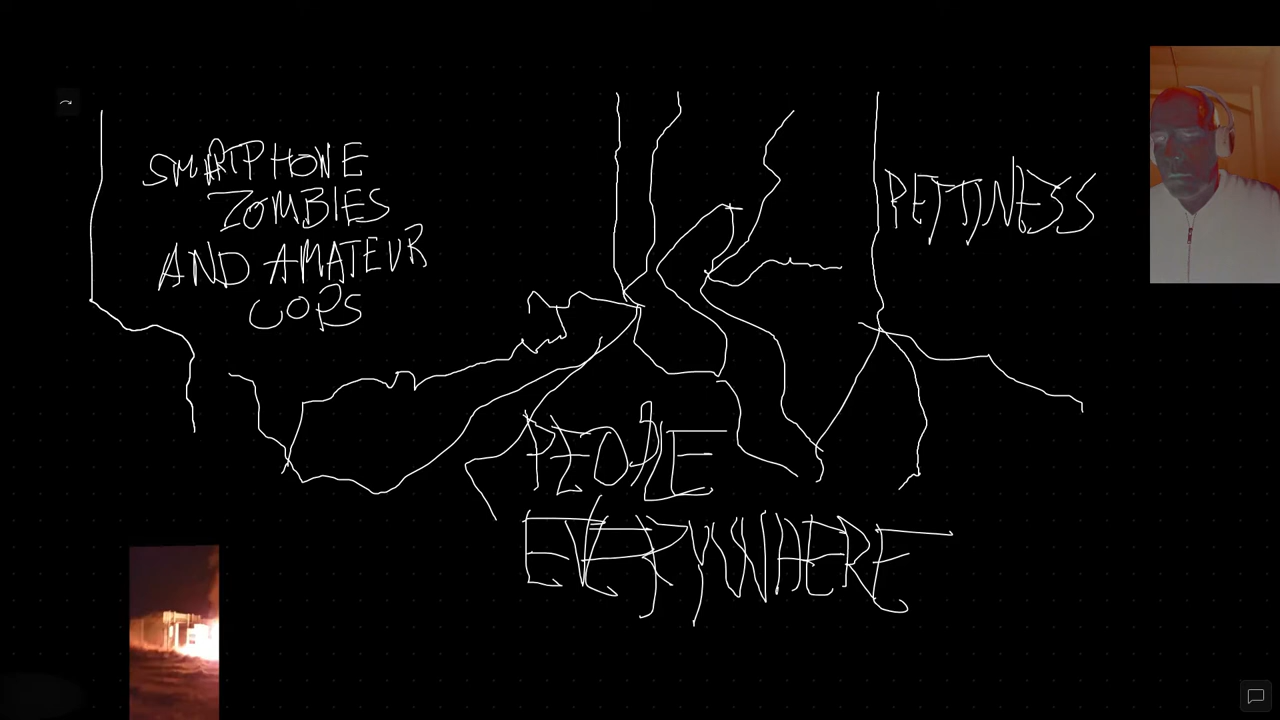 SMARTPHONE
ZOMBIES
AND AMATEUR
COPS
PETTINESS
PEOPLE
EVERYWHERE